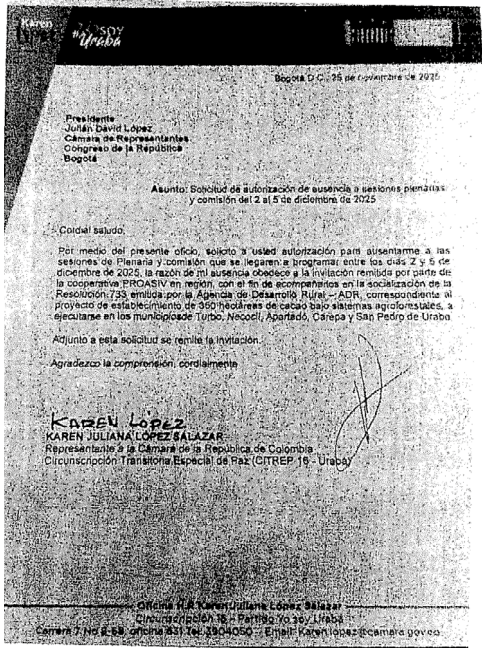 Karen
LÓPEZ
YO SOY
#Urabá
Bogotá D.C., 25 de noviembre de 2025
Presidente
Julián David López
Cámara de Representantes
Congreso de la República
Bogotá
Asunto: Solicitud de autorización de ausencia a sesiones plenarias
y comisión del 2 al 5 de diciembre de 2025
Cordial saludo,
Por medio del presente oficio, solicito a usted autorización para ausentarme a las
sesiones de Plenaria y comisión que se llegaren a programar entre los días 2 y 5 de
diciembre de 2025, la razón de mi ausencia obedece a la invitación remitida por parte de
la cooperativa PROASIV en región, con el fin de acompañarlos en la socialización de la
Resolución 733 emitida por la Agencia de Desarrollo Rural – ADR, correspondiente al
proyecto de establecimiento de 350 hectáreas de cacao bajo sistemas agroforestales, a
ejecutarse en los municipiosde Turbo, Necoclí, Apartadó, Carepa y San Pedro de Urabá
Adjunto a esta solicitud se remite la invitación.
Agradezco la comprensión, cordialmente
KAREN LÓPEZ
KAREN JULIANA LÓPEZ SALAZAR
Representante a la Cámara de la República de Colombia
Circunscripción Transitoria Especial de Paz (CITREP 16 - Urabá)
Oficina H.R Karen Juliana López Salazar
Circunscripción 16 - Partido Yo soy Urabá
Carrera 7 No 8-68, oficina 631 Tel 3904050 - Email: Karen.lopez@camara.gov.co